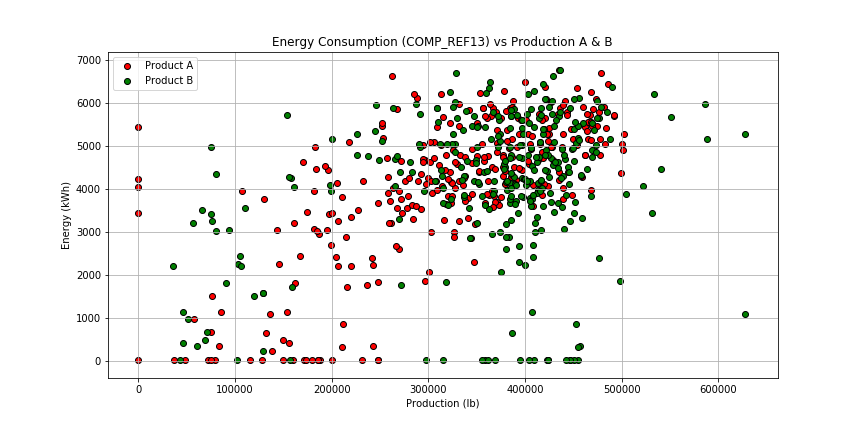 Energy Consumption (COMP_REF13) vs Production A & B
Product A
Product B
7000
6000
5000
4000
3000
2000
1000
0
Energy (kWh)
0 100000 200000 300000 400000 500000 600000
Production (lb)